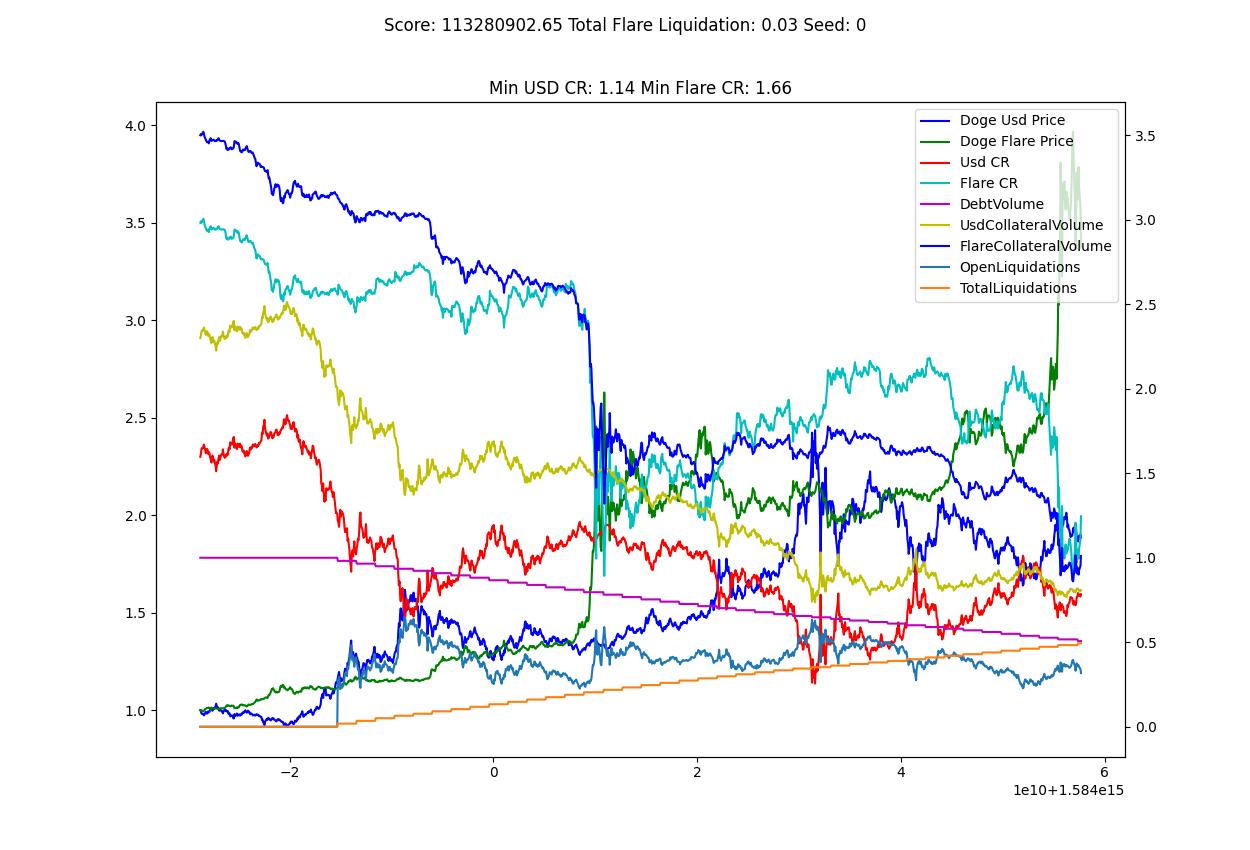 Score: 113280902.65 Total Flare Liquidation: 0.03 Seed: 0
Min USD CR: 1.14 Min Flare CR: 1.66
Doge Usd Price
Doge Flare Price
Usd CR
Flare CR
DebtVolume
UsdCollateralVolume
FlareCollateralVolume
OpenLiquidations
TotalLiquidations
4.0
3.5
3.0
2.5
2.0
1.5
1.0
3.5
3.0
2.5
2.0
1.5
1.0
0.5
0.0
−2
0
2
4
6
1e10+1.584e15